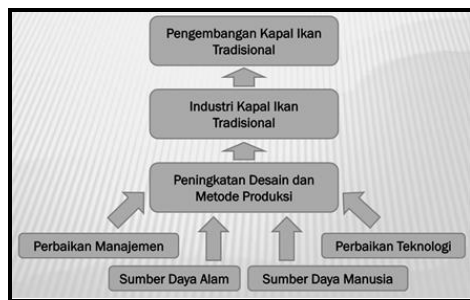 Pengembangan Kapal Ikan
Tradisional
Industri Kapal Ikan
Tradisional
Peningkatan Desain dan
Metode Produksi
Perbaikan Manajemen
Perbaikan Teknologi
Sumber Daya Alam
Sumber Daya Manusia